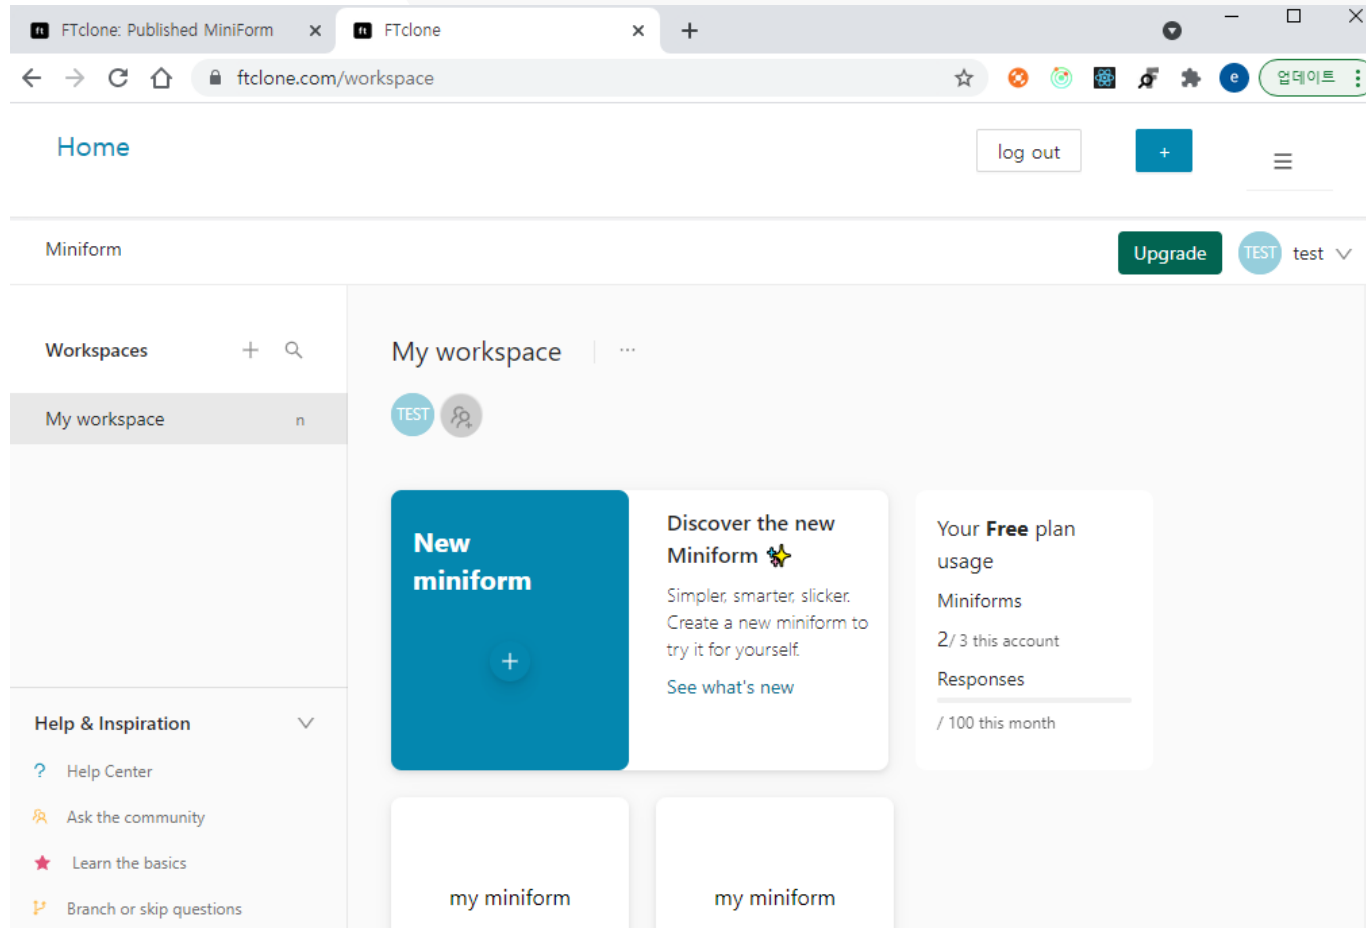 FTclone: Published MiniForm
FTclone
ftclone.com/workspace
e
업데이트
Home
log out
+
Miniform
Upgrade
TEST
test
Workspaces
My workspace
n
My workspace
...
TEST
New
miniform
+
Discover the new
Miniform ✨
Simpler, smarter, slicker.
Create a new miniform to
try it for yourself.
See what's new
Your Free plan
usage
Miniforms
2/ 3 this account
Responses
/ 100 this month
Help & Inspiration
? Help Center
Ask the community
Learn the basics
Branch or skip questions
my miniform
my miniform